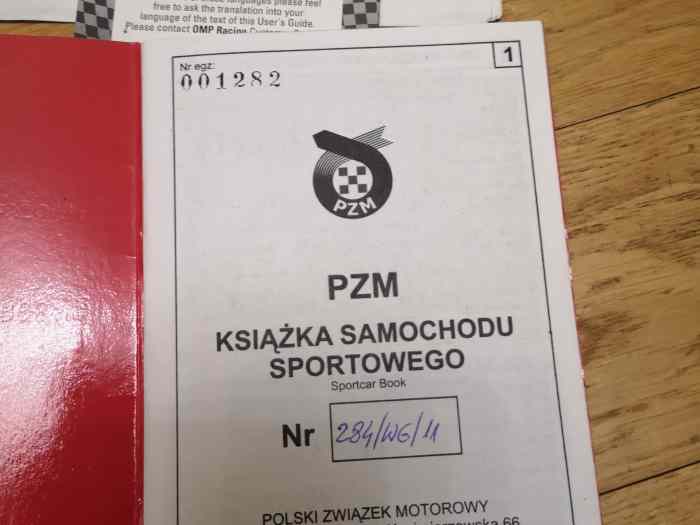 free to ask the translation into your
language of the text of this User's Guide.
Please contact OMP Racing
Nr egz:
001282
1
PZM
PZM
KSIĄŻKA SAMOCHODU
SPORTOWEGO
Sportcar Book
Nr 284/WG/11
POLSKI ZWIĄZEK MOTOROWY
66